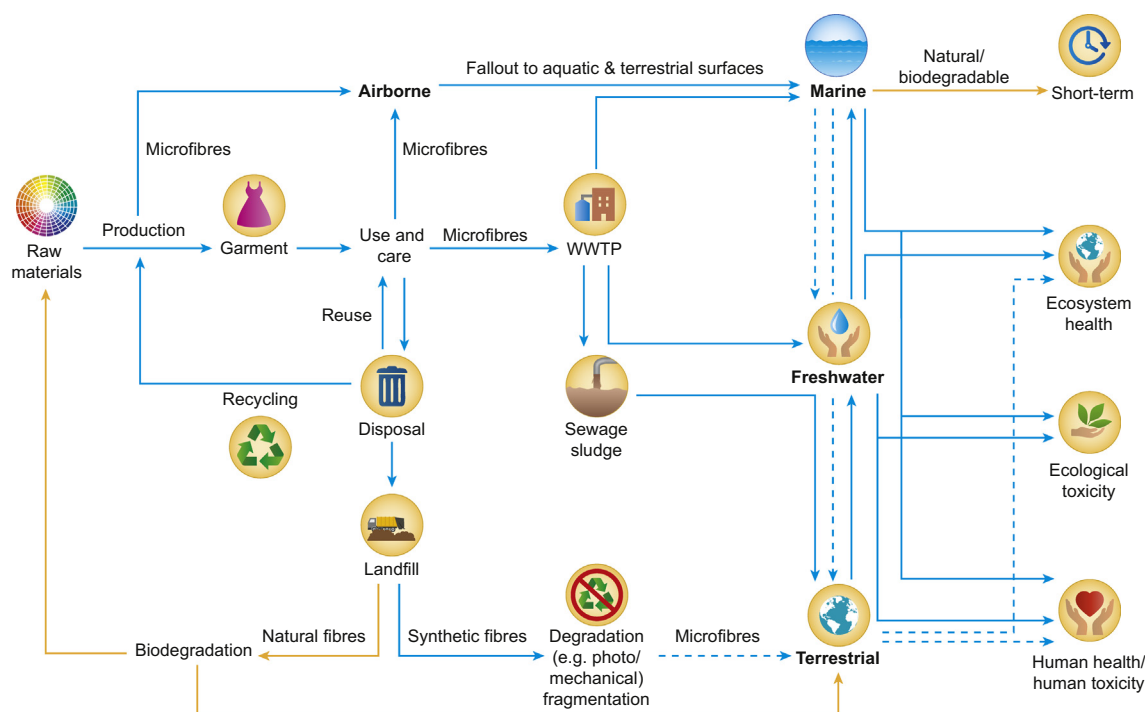 Fallout to aquatic & terrestrial surfaces
Airborne
Marine
Natural/
biodegradable
Short-term
Microfibres
Microfibres
Raw
materials
Production
Garment
Use and
care
Microfibres
WWTP
Ecosystem
health
Reuse
Recycling
Disposal
Sewage
sludge
Freshwater
Ecological
toxicity
Landfill
Biodegradation
Natural fibres
Synthetic fibres
Degradation
(e.g. photo/
mechanical)
fragmentation
Microfibres
Terrestrial
Human health/
human toxicity